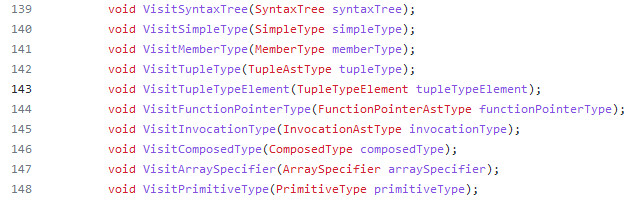 139 void VisitSyntaxTree(SyntaxTree syntaxTree);
140 void VisitSimpleType(SimpleType simpleType);
141 void VisitMemberType(MemberType memberType);
142 void VisitTupleType(TupleAstType tupleType);
143 void VisitTupleTypeElement(TupleTypeElement tupleTypeElement);
144 void VisitFunctionPointerType(FunctionPointerAstType functionPointerType);
145 void VisitInvocationType(InvocationAstType invocationType);
146 void VisitComposedType(ComposedType composedType);
147 void VisitArraySpecifier(ArraySpecifier arraySpecifier);
148 void VisitPrimitiveType(PrimitiveType primitiveType);